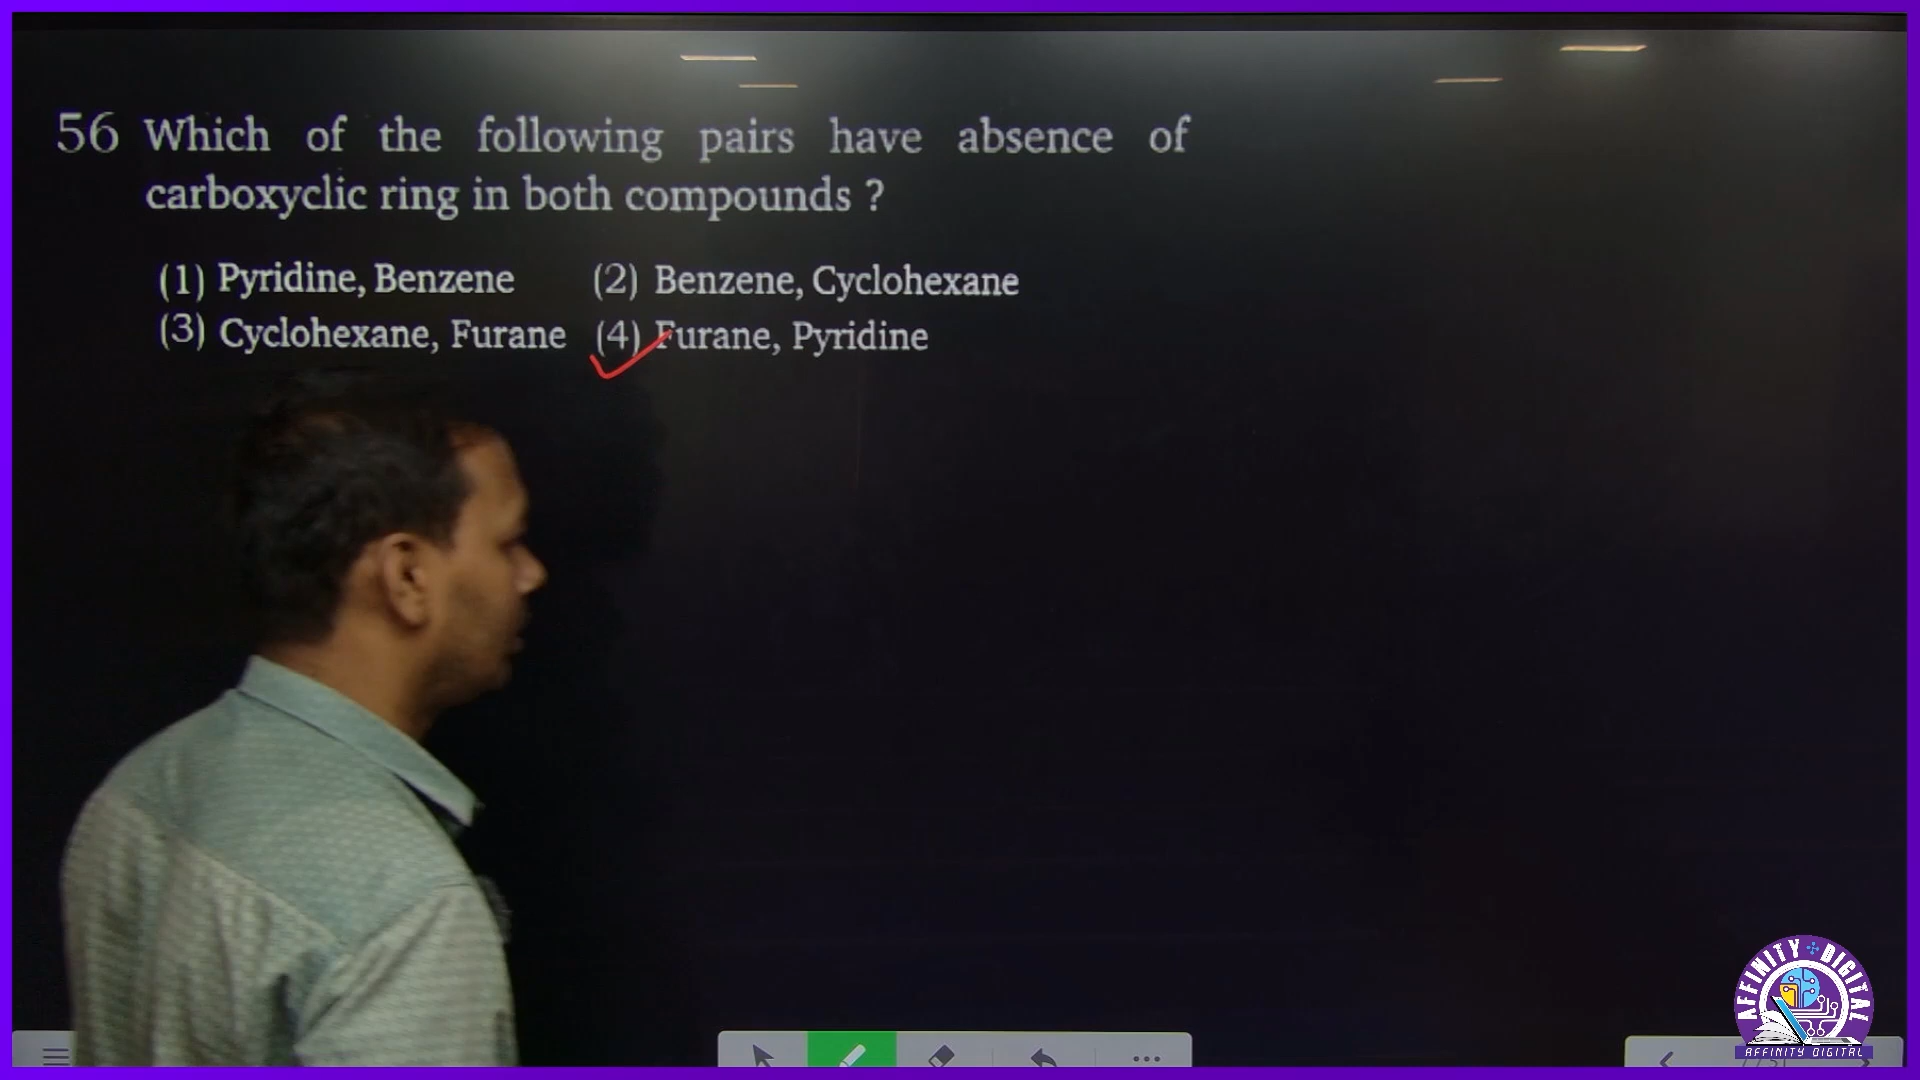 56 Which of the following pairs have absence of
carboxyclic ring in both compounds ?
(1) Pyridine, Benzene (2) Benzene, Cyclohexane
(3) Cyclohexane, Furane (4) Furane, Pyridine
AFFINITY DIGITAL
AFFINITY DIGITAL